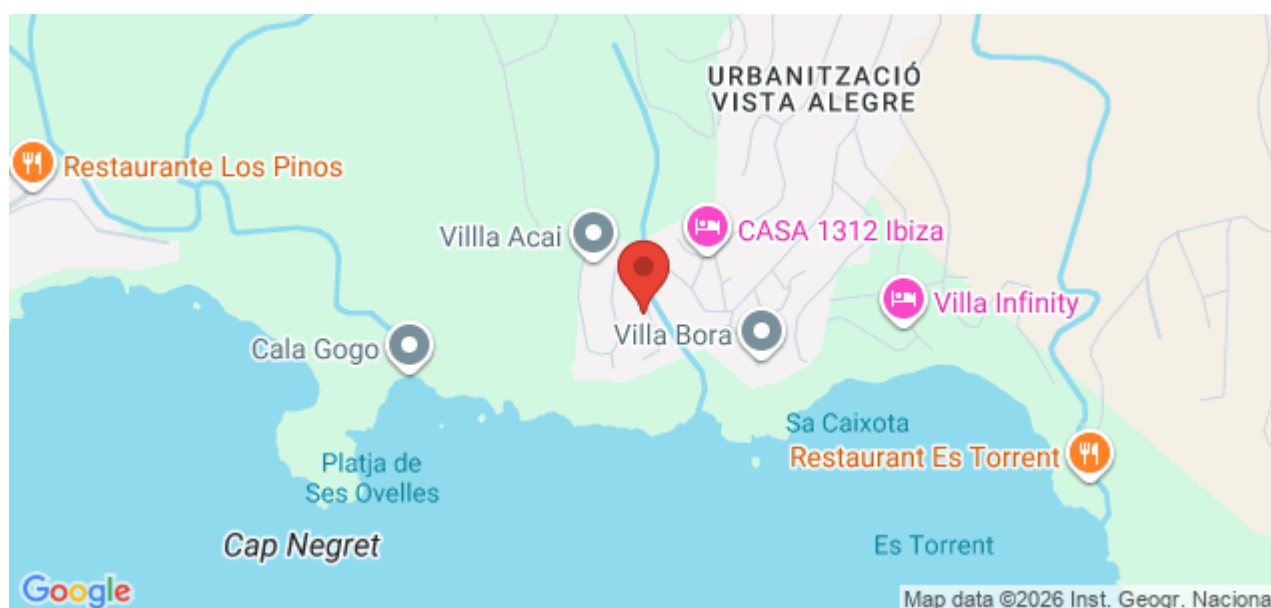 URBANITZACIÓ
VISTA ALEGRE
Restaurante Los Pinos
Villla Acai
CASA 1312 Ibiza
Villa Infinity
Villa Bora
Cala Gogo
Sa Caixota
Restaurant Es Torrent
Platja de
Ses Ovelles
Cap Negret
Es Torrent
Google
Map data ©2026 Inst. Geogr. Naciona